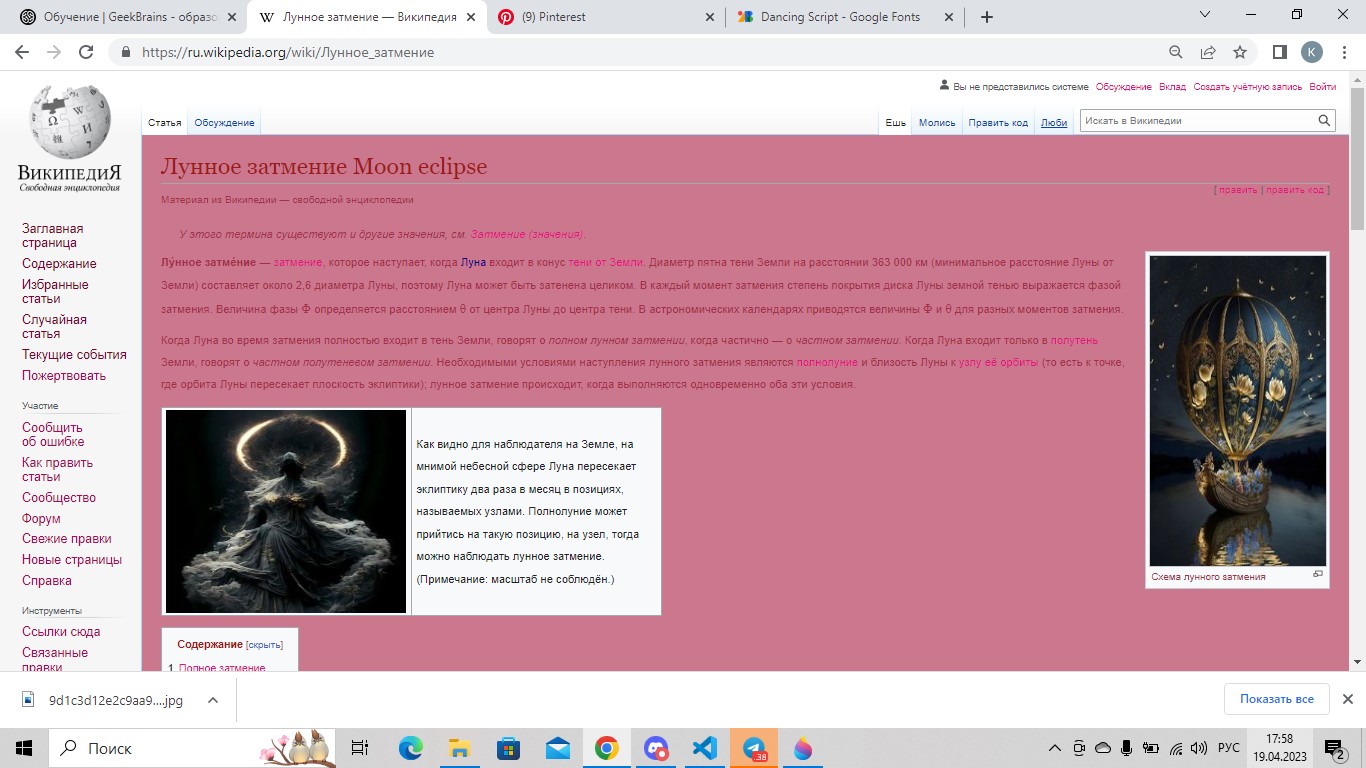 Обучение | GeekBrains - образо
Лунное затмение — Википедия
(9) Pinterest
Dancing Script - Google Fonts
https://ru.wikipedia.org/wiki/Лунное_затмение
K
Вы не представились системе Обсуждение Вклад Создать учётную запись Войти
Статья Обсуждение Ешь Молись Править код Люби Искать в Википедии
ВИКИПЕДИЯ
Свободная энциклопедия
Заглавная
страница
Содержание
Избранные
статьи
Случайная
статья
Текущие события
Пожертвовать
Участие
Сообщить
об ошибке
Как править
статьи
Сообщество
Форум
Свежие правки
Новые страницы
Справка
Инструменты
Ссылки сюда
Связанные
правки
Лунное затмение Moon eclipse
[ править | править код ]
Материал из Википедии — свободной энциклопедии
У этого термина существуют и другие значения, см. Затмение (значения).
Лу́нное затме́ние — затмение, которое наступает, когда Луна входит в конус тени от Земли. Диаметр пятна тени Земли на расстоянии 363 000 км (минимальное расстояние Луны от
Земли) составляет около 2,6 диаметра Луны, поэтому Луна может быть затенена целиком. В каждый момент затмения степень покрытия диска Луны земной тенью выражается фазой
затмения. Величина фазы Φ определяется расстоянием θ от центра Луны до центра тени. В астрономических календарях приводятся величины Φ и θ для разных моментов затмения.
Когда Луна во время затмения полностью входит в тень Земли, говорят о полном лунном затмении, когда частично — о частном затмении. Когда Луна входит только в полутень
Земли, говорят о частном полутеневом затмении. Необходимыми условиями наступления лунного затмения являются полнолуние и близость Луны к узлу её орбиты (то есть к точке,
где орбита Луны пересекает плоскость эклиптики); лунное затмение происходит, когда выполняются одновременно оба эти условия.
Как видно для наблюдателя на Земле, на
мнимой небесной сфере Луна пересекает
эклиптику два раза в месяц в позициях,
называемых узлами. Полнолуние может
прийтись на такую позицию, на узел, тогда
можно наблюдать лунное затмение.
(Примечание: масштаб не соблюдён.)
Схема лунного затмения
Содержание [скрыть]
1. Полное затмение
9d1c3d12e2c9aa9....jpg
Показать все
Поиск
38
РУС
17:58
19.04.2023
2